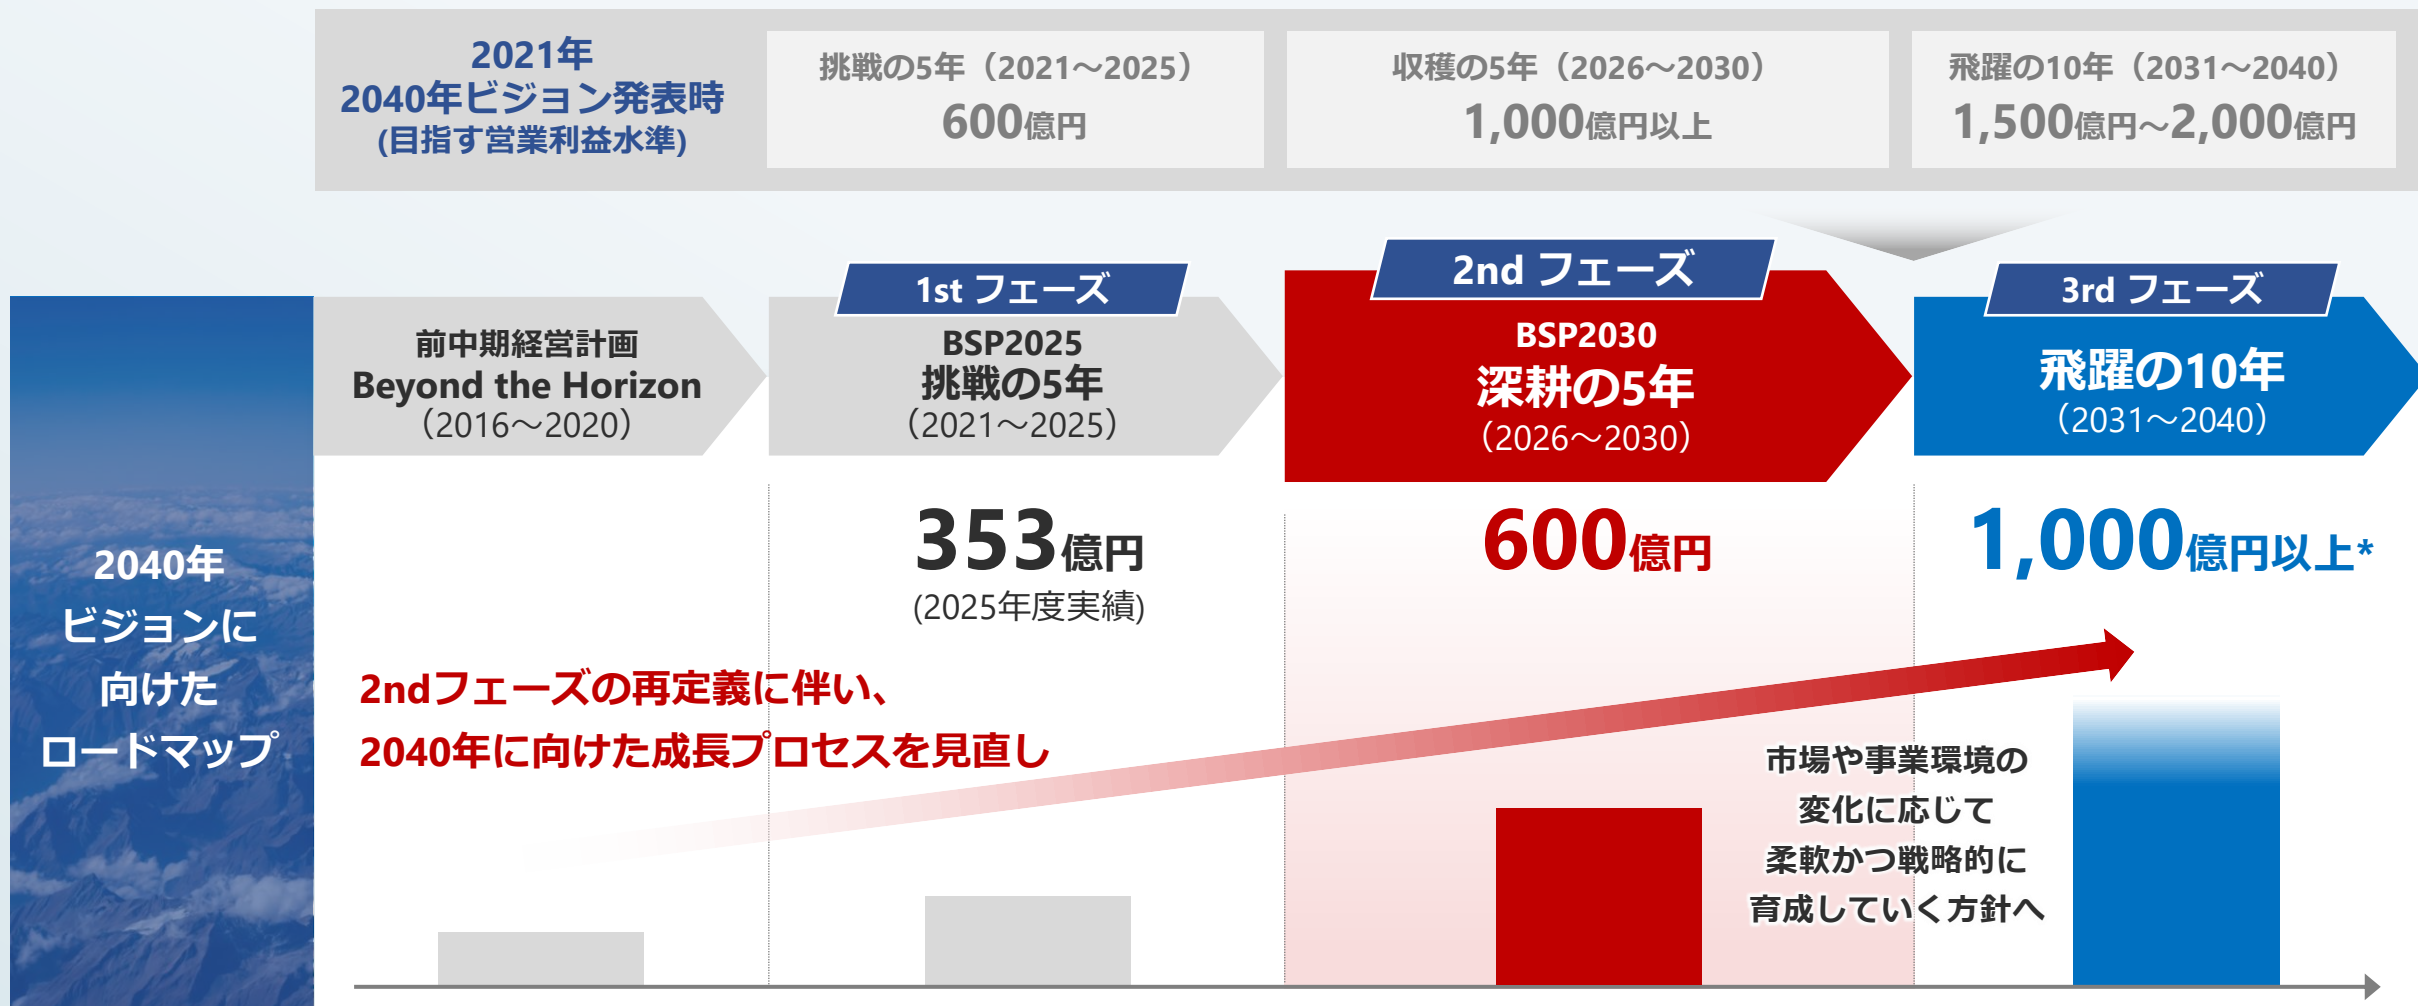 2021年
2040年ビジョン発表時
(目指す営業利益水準)
挑戦の5年（2021～2025）
600億円
収穫の5年（2026～2030）
1,000億円以上
飛躍の10年（2031～2040）
1,500億円～2,000億円
2040年
ビジョンに
向けた
ロードマップ
前中期経営計画
Beyond the Horizon
（2016～2020）
1st フェーズ
BSP2025
挑戦の5年
（2021～2025）
2nd フェーズ
BSP2030
深耕の5年
（2026～2030）
3rd フェーズ
飛躍の10年
（2031～2040）
353億円
(2025年度実績)
600億円
1,000億円以上*
2ndフェーズの再定義に伴い、
2040年に向けた成長プロセスを見直し
市場や事業環境の
変化に応じて
柔軟かつ戦略的に
育成していく方針へ